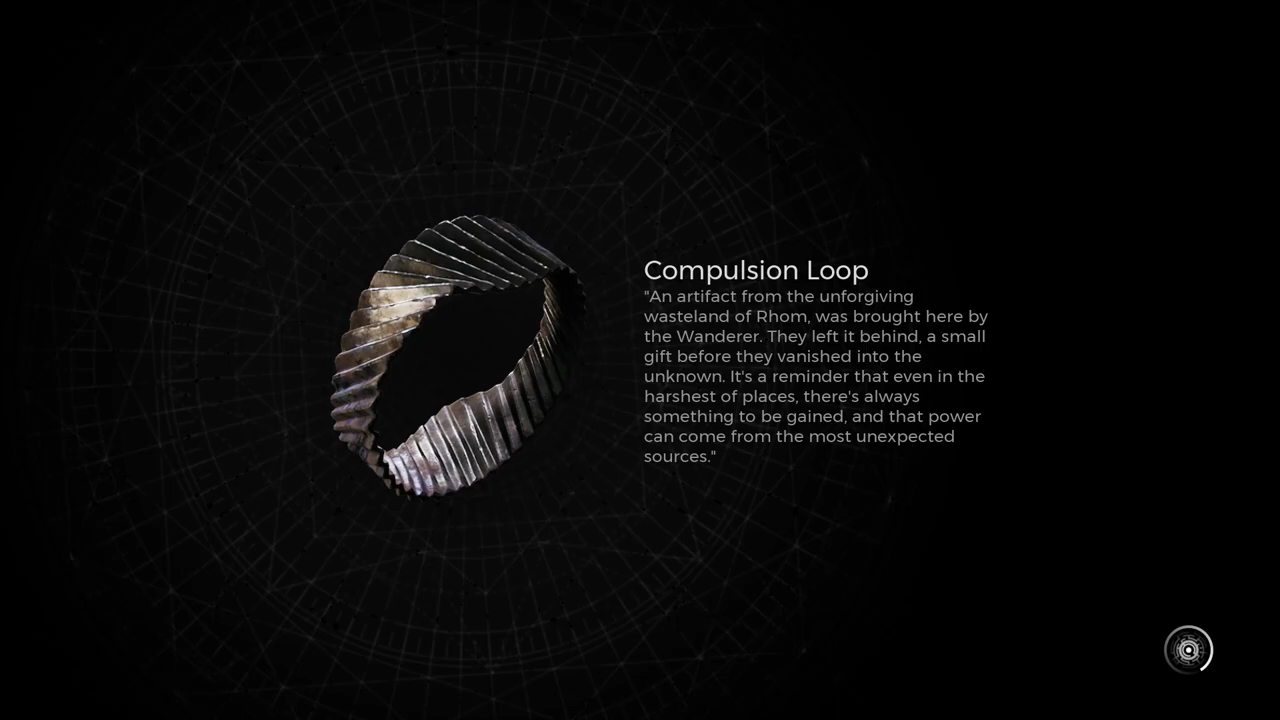 Compulsion Loop
"An artifact from the unforgiving
wasteland of Rhom, was brought here by
the Wanderer. They left it behind, a small
gift before they vanished into the
unknown. It's a reminder that even in the
harshest of places, there's always
something to be gained, and that power
can come from the most unexpected
sources."